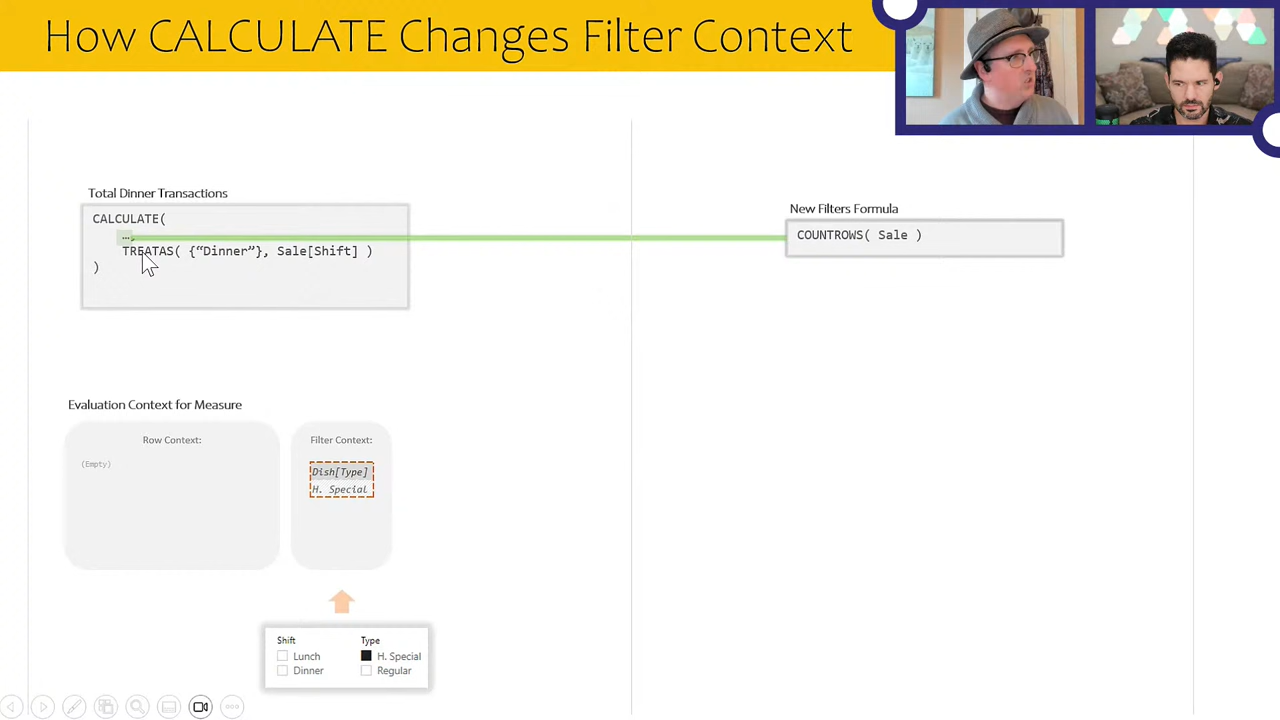 How CALCULATE Changes Filter Context
Total Dinner Transactions
CALCULATE(
…,
TREATAS( {“Dinner”}, Sale[Shift] )
)
New Filters Formula
COUNTROWS( Sale )
Evaluation Context for Measure
Row Context:
(Empty)
Filter Context:
Dish[Type]
H. Special
Shift
Lunch
Dinner
Type
H. Special
Regular